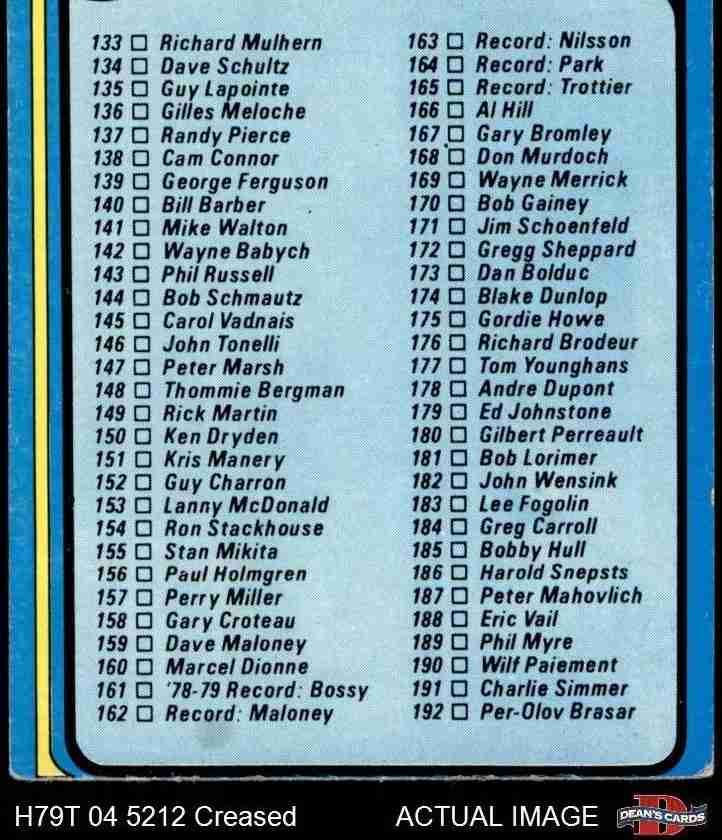 133 Richard Mulhern
134 Dave Schultz
135 Guy Lapointe
136 Gilles Meloche
137 Randy Pierce
138 Cam Connor
139 George Ferguson
140 Bill Barber
141 Mike Walton
142 Wayne Babych
143 Phil Russell
144 Bob Schmautz
145 Carol Vadnais
146 John Tonelli
147 Peter Marsh
148 Thommie Bergman
149 Rick Martin
150 Ken Dryden
151 Kris Manery
152 Guy Charron
153 Lanny McDonald
154 Ron Stackhouse
155 Stan Mikita
156 Paul Holmgren
157 Perry Miller
158 Gary Croteau
159 Dave Maloney
160 Marcel Dionne
161 '78-79 Record: Bossy
162 Record: Maloney
163 Record: Nilsson
164 Record: Park
165 Record: Trottier
166 Al Hill
167 Gary Bromley
168 Don Murdoch
169 Wayne Merrick
170 Bob Gainey
171 Jim Schoenfeld
172 Gregg Sheppard
173 Dan Bolduc
174 Blake Dunlop
175 Gordie Howe
176 Richard Brodeur
177 Tom Younghans
178 Andre Dupont
179 Ed Johnstone
180 Gilbert Perreault
181 Bob Lorimer
182 John Wensink
183 Lee Fogolin
184 Greg Carroll
185 Bobby Hull
186 Harold Snepsts
187 Peter Mahovlich
188 Eric Vail
189 Phil Myre
190 Wilf Paiement
191 Charlie Simmer
192 Per-Olov Brasar
H79T 04 5212 Creased
ACTUAL IMAGE
DEAN'S CARDS